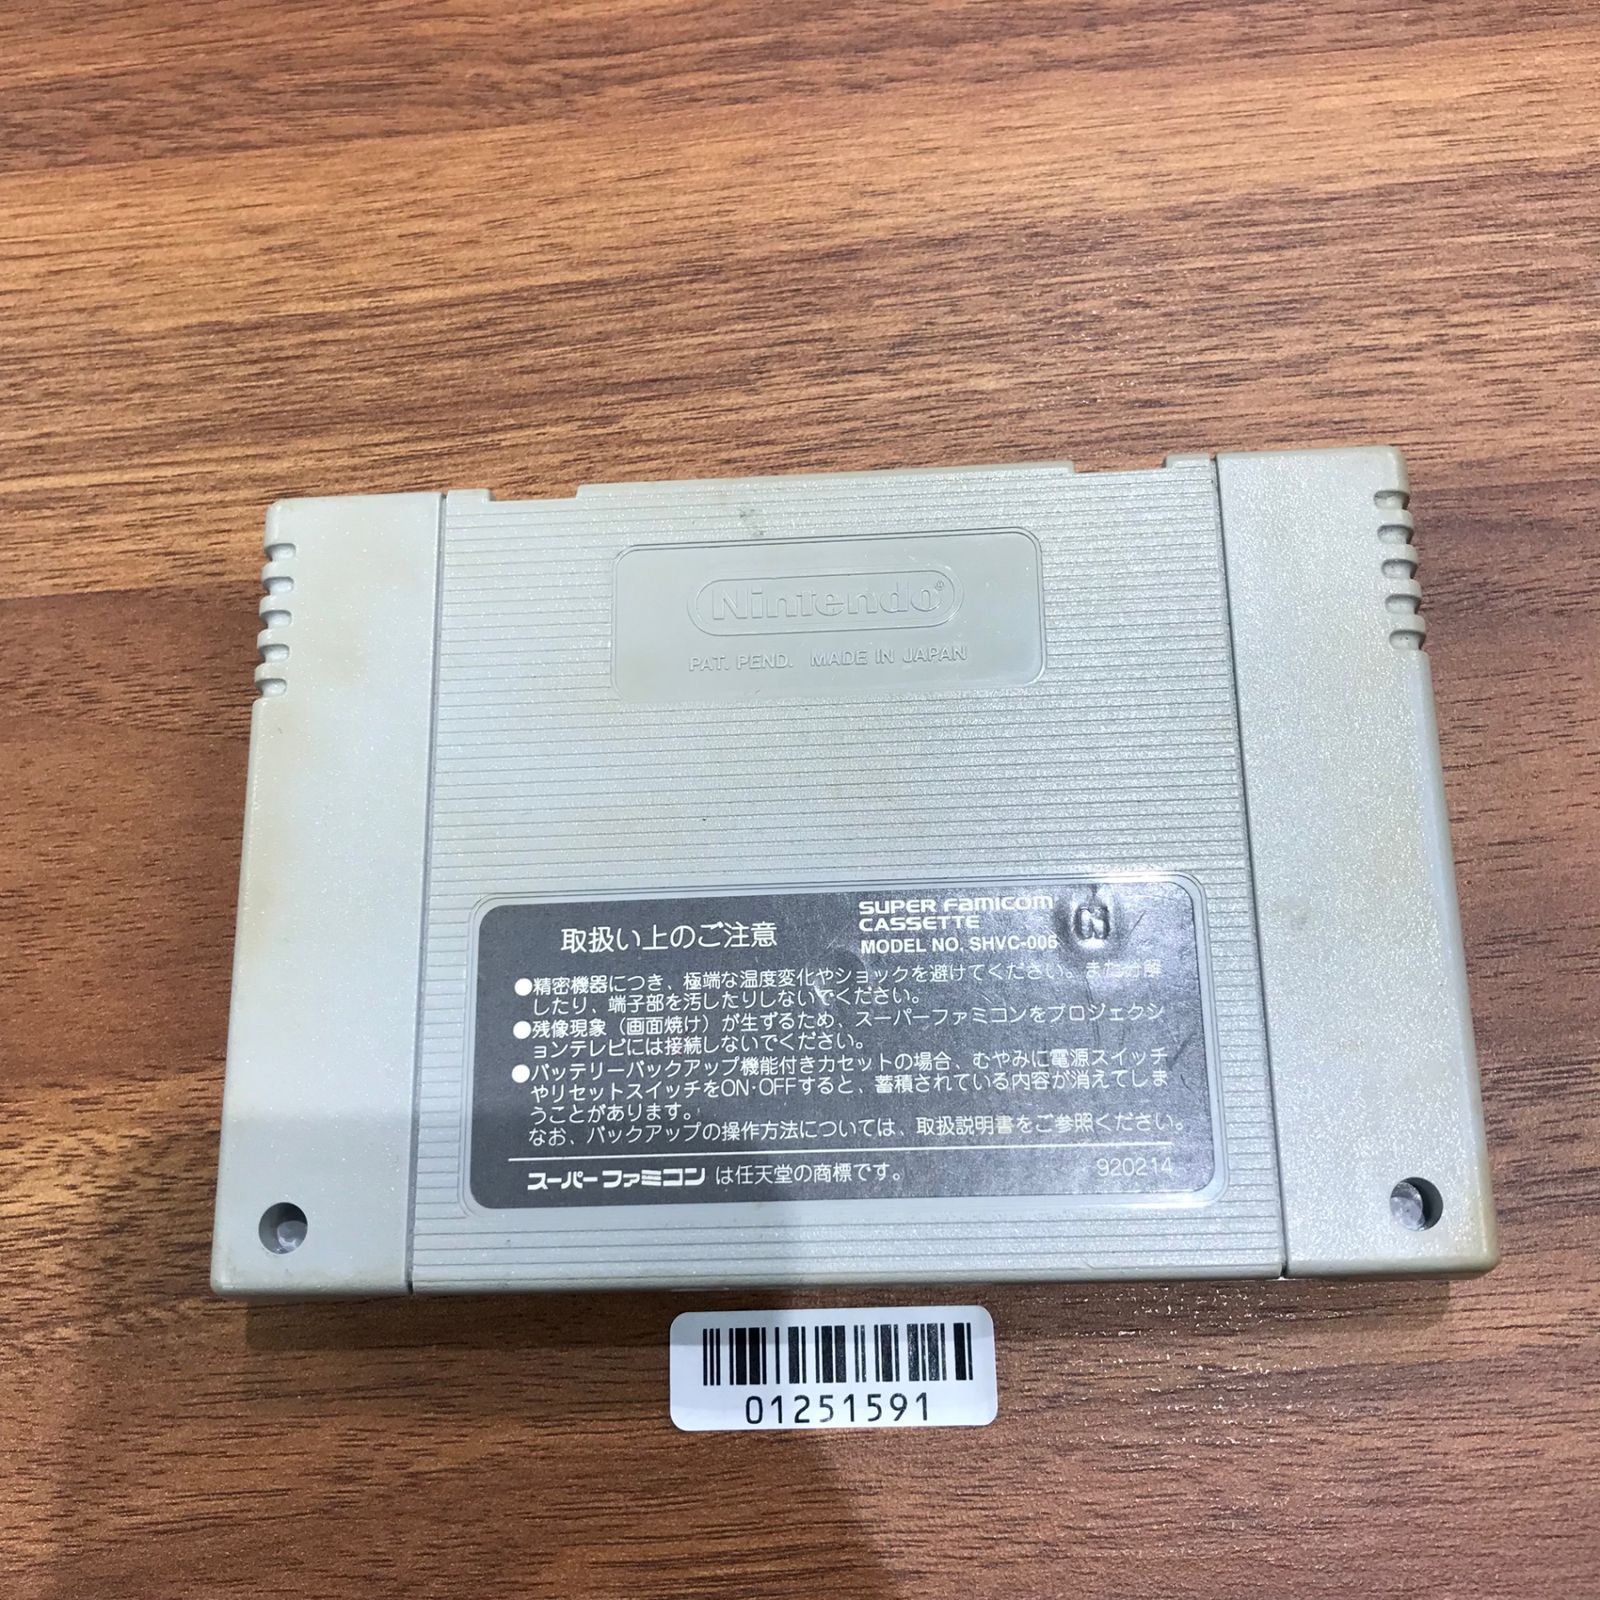 Nintendo®
PAT. PEND. MADE IN JAPAN
取扱い上のご注意
SUPER FAMICOM
CASSETTE
MODEL NO. SHVC-006
N
●精密機器につき、極端な温度変化やショックを避けてください。また分解
したり、端子部を汚したりしないでください。
●残像現象（画面焼け）が生ずるため、スーパーファミコンをプロジェクシ
ョンテレビには接続しないでください。
●バッテリーバックアップ機能付きカセットの場合、むやみに電源スイッチ
やリセットスイッチをON・OFFすると、蓄積されている内容が消えてしま
うことがあります。
なお、バックアップの操作方法については、取扱説明書をご参照ください。
スーパーファミコン は任天堂の商標です。
920214
01251591